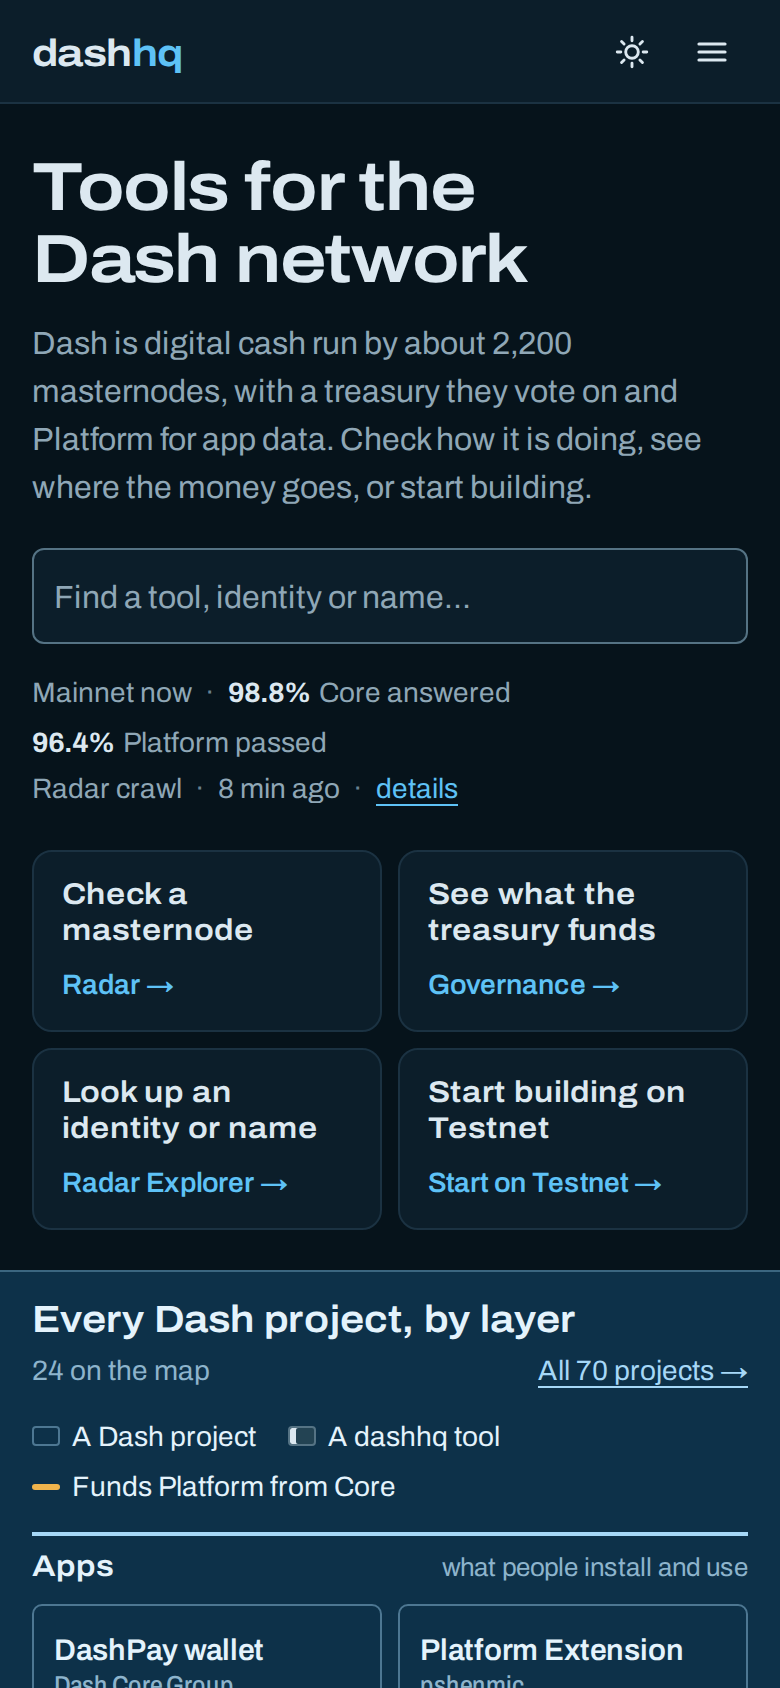 dashhq
Tools for the
Dash network
Dash is digital cash run by about 2,200
masternodes, with a treasury they vote on and
Platform for app data. Check how it is doing, see
where the money goes, or start building.
Find a tool, identity or name...
Mainnet now · 98.8% Core answered
96.4% Platform passed
Radar crawl · 8 min ago · details
Check a
masternode
Radar →
See what the
treasury funds
Governance →
Look up an
identity or name
Radar Explorer →
Start building on
Testnet
Start on Testnet →
Every Dash project, by layer
24 on the map
All 70 projects →
A Dash project
A dashhq tool
Funds Platform from Core
Apps
what people install and use
DashPay wallet
Dash Core Group
Platform Extension
pshenmic